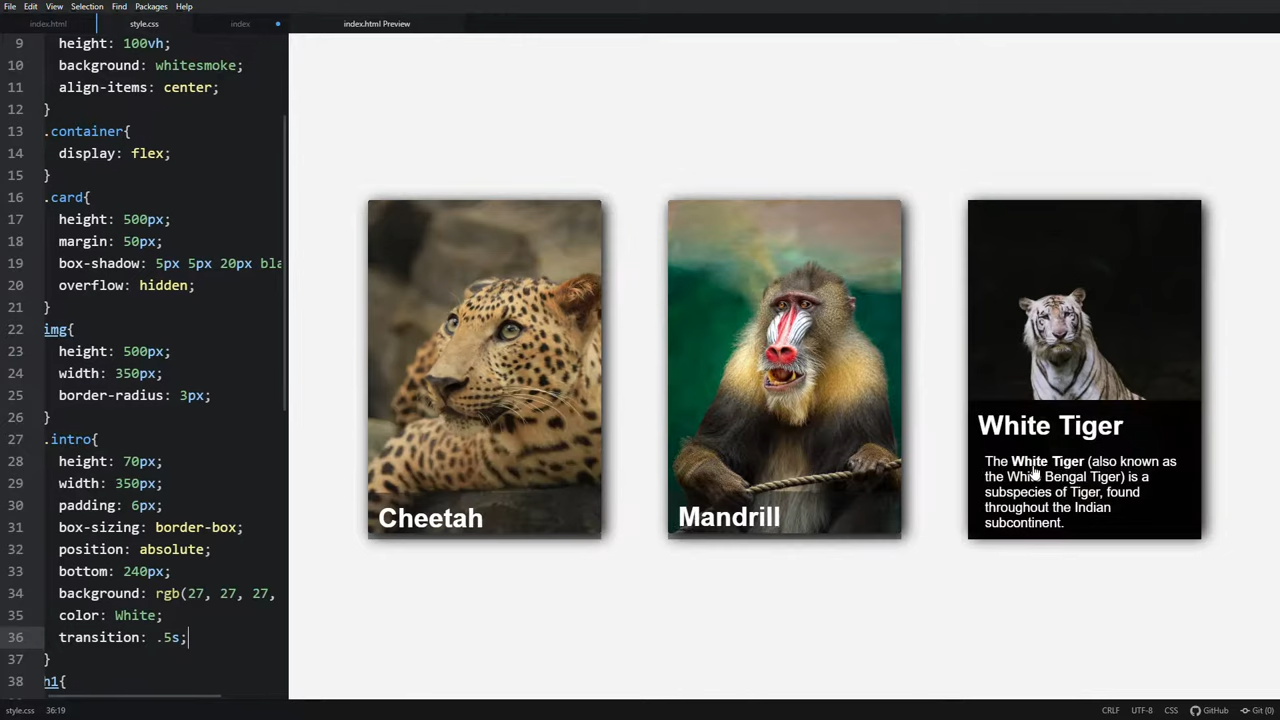 File Edit View Selection Find Packages Help
index.html style.css index index.html Preview
9 height: 100vh;
10 background: whitesmoke;
11 align-items: center;
12 }
13 .container{
14 display: flex;
15 }
16 .card{
17 height: 500px;
18 margin: 50px;
19 box-shadow: 5px 5px 20px bla
20 overflow: hidden;
21 }
22 img{
23 height: 500px;
24 width: 350px;
25 border-radius: 3px;
26 }
27 .intro{
28 height: 70px;
29 width: 350px;
30 padding: 6px;
31 box-sizing: border-box;
32 position: absolute;
33 bottom: 240px;
34 background: rgb(27, 27, 27,
35 color: White;
36 transition: .5s;
37 }
38 h1{
Cheetah
Mandrill
White Tiger
The White Tiger (also known as
the White Bengal Tiger) is a
subspecies of Tiger, found
throughout the Indian
subcontinent.
style.css 36:19 CRLF UTF-8 CSS GitHub Git (0)